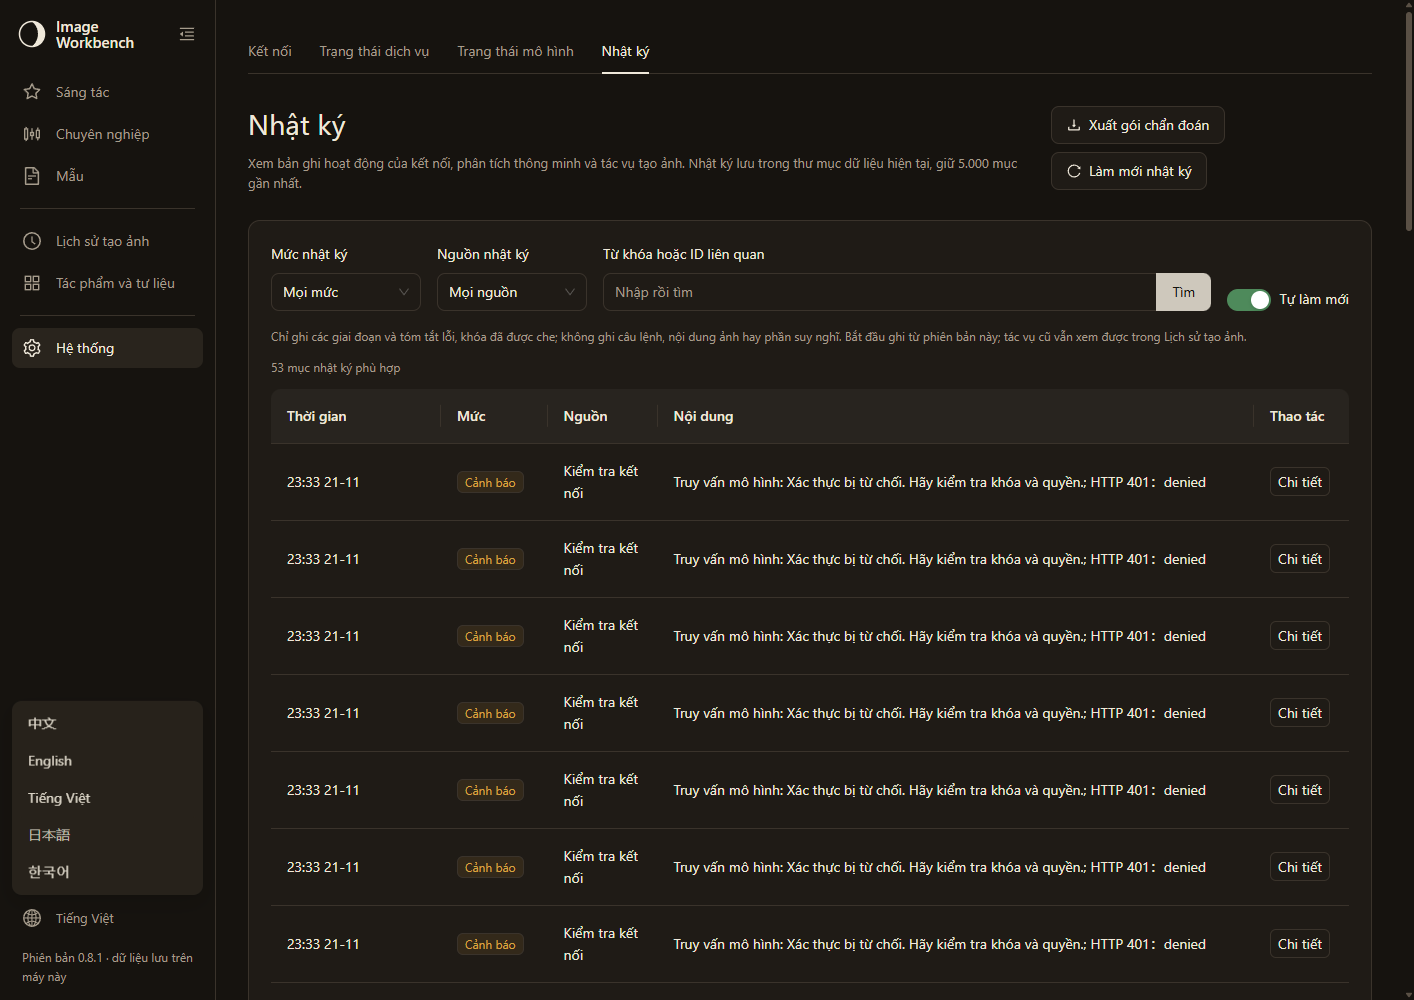 Image
Workbench
Sáng tác
Chuyên nghiệp
Mẫu
Lịch sử tạo ảnh
Tác phẩm và tư liệu
Hệ thống
中文
English
Tiếng Việt
日本語
한국어
Tiếng Việt
Phiên bản 0.8.1 · dữ liệu lưu trên
máy này
Kết nối Trạng thái dịch vụ Trạng thái mô hình Nhật ký
Nhật ký
Xem bản ghi hoạt động của kết nối, phân tích thông minh và tác vụ tạo ảnh. Nhật ký lưu trong thư mục dữ liệu hiện tại, giữ 5.000 mục
gần nhất.
Xuất gói chẩn đoán
Làm mới nhật ký
Mức nhật ký Nguồn nhật ký Từ khóa hoặc ID liên quan
Mọi mức Mọi nguồn Nhập rồi tìm Tìm Tự làm mới
Chỉ ghi các giai đoạn và tóm tắt lỗi, khóa đã được che; không ghi câu lệnh, nội dung ảnh hay phần suy nghĩ. Bắt đầu ghi từ phiên bản này; tác vụ cũ vẫn xem được trong Lịch sử tạo ảnh.
53 mục nhật ký phù hợp
Thời gian Mức Nguồn Nội dung Thao tác
23:33 21-11 Cảnh báo Kiểm tra kết nối Truy vấn mô hình: Xác thực bị từ chối. Hãy kiểm tra khóa và quyền.; HTTP 401：denied Chi tiết
23:33 21-11 Cảnh báo Kiểm tra kết nối Truy vấn mô hình: Xác thực bị từ chối. Hãy kiểm tra khóa và quyền.; HTTP 401：denied Chi tiết
23:33 21-11 Cảnh báo Kiểm tra kết nối Truy vấn mô hình: Xác thực bị từ chối. Hãy kiểm tra khóa và quyền.; HTTP 401：denied Chi tiết
23:33 21-11 Cảnh báo Kiểm tra kết nối Truy vấn mô hình: Xác thực bị từ chối. Hãy kiểm tra khóa và quyền.; HTTP 401：denied Chi tiết
23:33 21-11 Cảnh báo Kiểm tra kết nối Truy vấn mô hình: Xác thực bị từ chối. Hãy kiểm tra khóa và quyền.; HTTP 401：denied Chi tiết
23:33 21-11 Cảnh báo Kiểm tra kết nối Truy vấn mô hình: Xác thực bị từ chối. Hãy kiểm tra khóa và quyền.; HTTP 401：denied Chi tiết
23:33 21-11 Cảnh báo Kiểm tra kết nối Truy vấn mô hình: Xác thực bị từ chối. Hãy kiểm tra khóa và quyền.; HTTP 401：denied Chi tiết